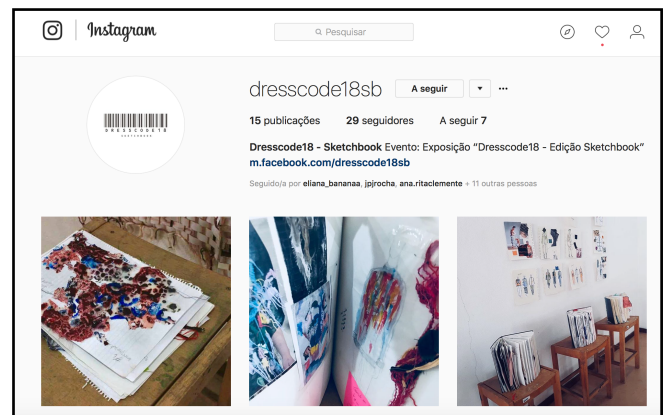 Instagram
Pesquisar
DRESSCODE18
SKETCHBOOK
dresscode18sb A seguir
15 publicações 29 seguidores A seguir 7
Dresscode18 - Sketchbook Evento: Exposição “Dresscode18 - Edição Sketchbook”
m.facebook.com/dresscode18sb
Seguido/a por eliana_bananaa, jpjrocha, ana.ritaclemente + 11 outras pessoas